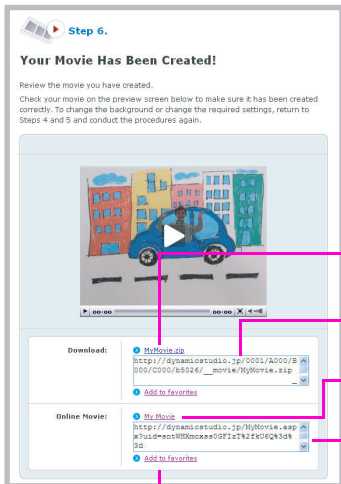 Step 6.
Your Movie Has Been Created!
Review the movie you have created.
Check your movie on the preview screen below to make sure it has been created
correctly. To change the background or change the required settings, return to
Steps 4 and 5 and conduct the procedures again.
00:00 00:00
Download:
MyMovie.zip
http://dynamicstudio.jp/0001/A000/B
000/C000/b5026/__movie/MyMovie.zip
Add to favorites
Online Movie:
My Movie
http://dynamicstudio.jp/MyMovie.asp
x?uid=sntWMXmcxss0GFIzT%2fkU6Q%3d%
3d
Add to favorites